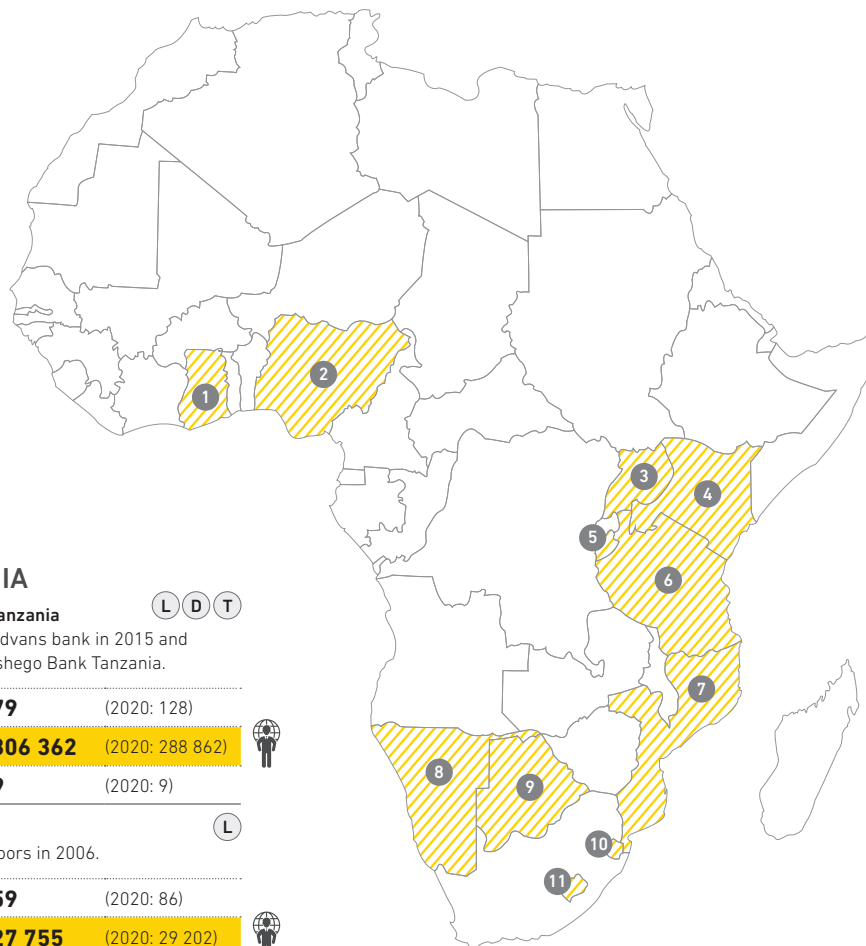 1
2
3
4
5
6
7
8
9
10
11
IA
anzania
L D T
dvans bank in 2015 and
shego Bank Tanzania.
79 (2020: 128)
306 362 (2020: 288 862)
9 (2020: 9)
L
oors in 2006.
59 (2020: 86)
27 755 (2020: 29 202)